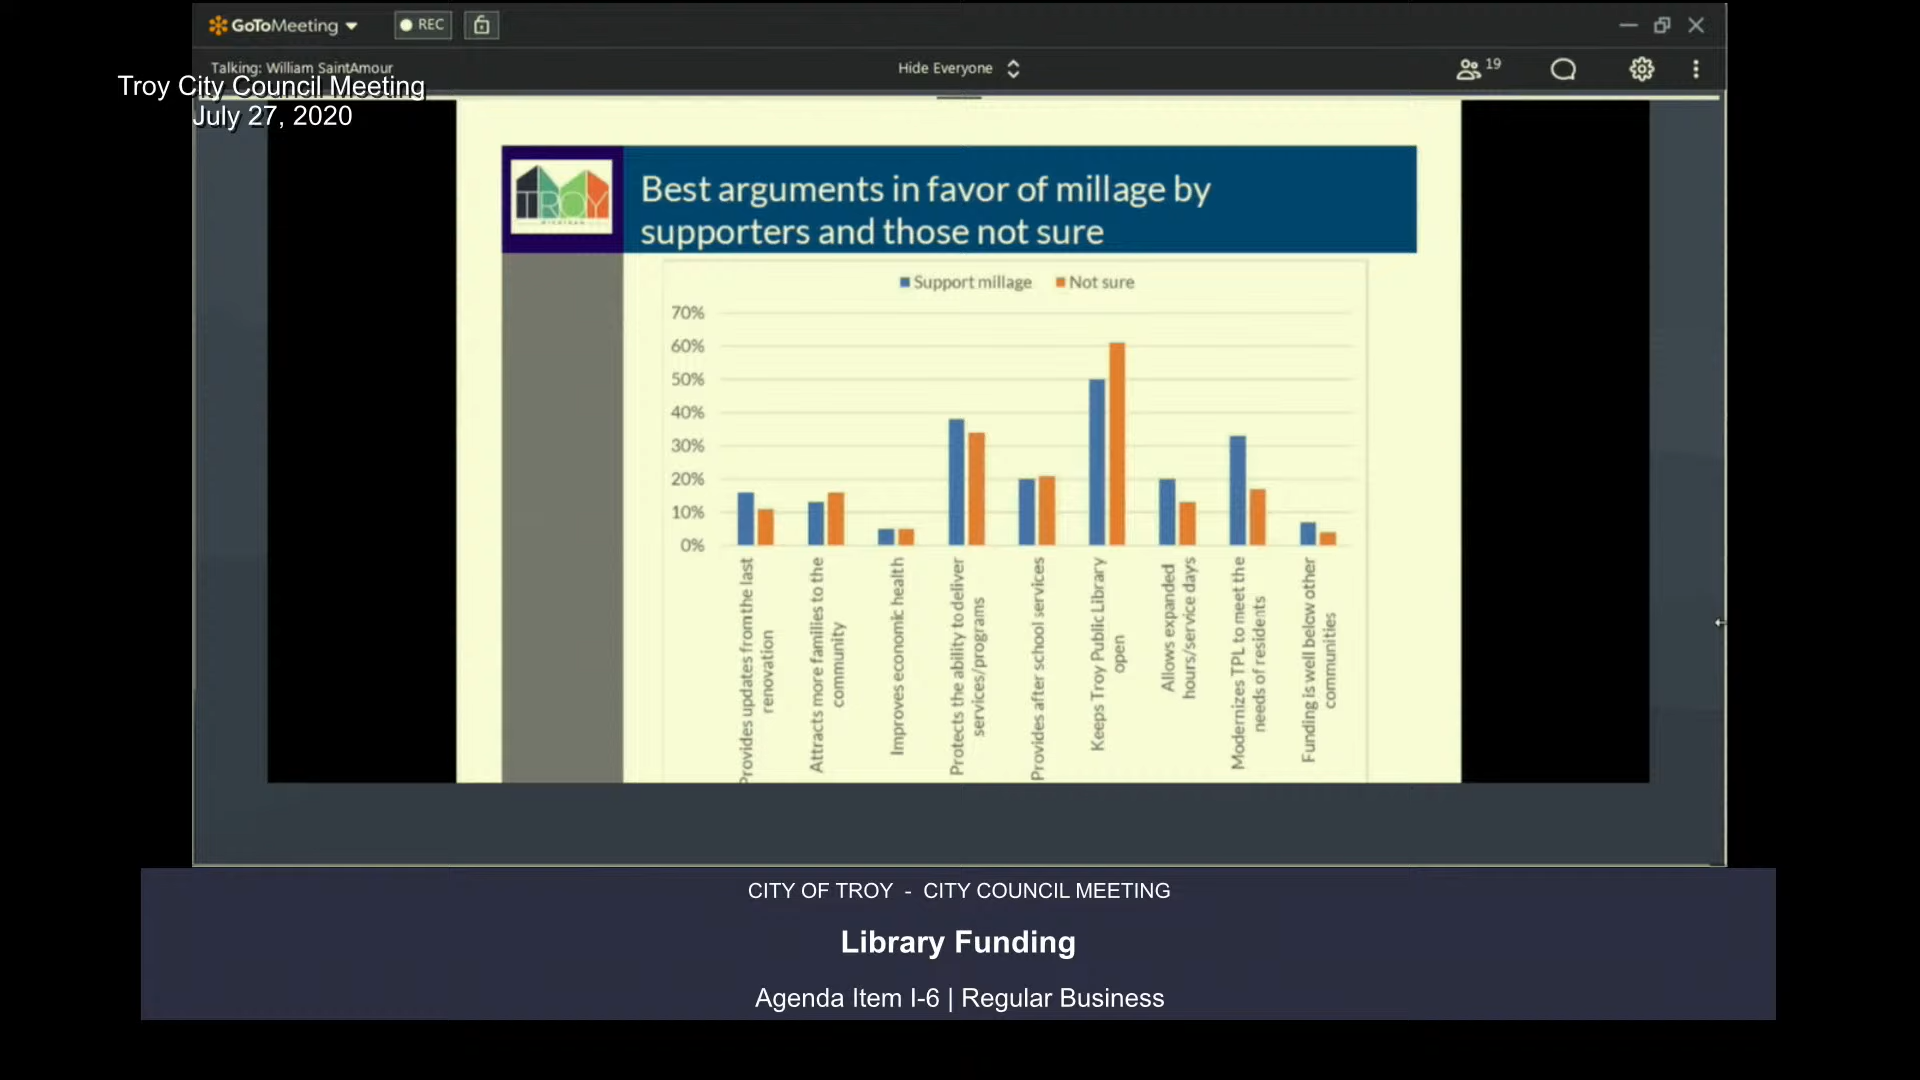 GoToMeeting
REC
Talking: William SaintAmour
Hide Everyone
19
Troy City Council Meeting
July 27, 2020
TROY
Best arguments in favor of millage by
supporters and those not sure
Support millage
Not sure
70%
60%
50%
40%
30%
20%
10%
0%
Provides updates from the last
renovation
Attracts more families to the
community
Improves economic health
Protects the ability to deliver
services/programs
Provides after school services
Keeps Troy Public Library
open
Allows expanded
hours/service days
Modernizes TPL to meet the
needs of residents
Funding is well below other
communities
CITY OF TROY - CITY COUNCIL MEETING
Library Funding
Agenda Item I-6 | Regular Business